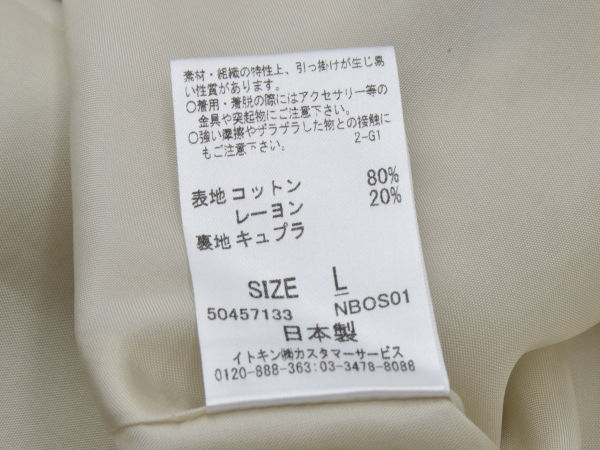 素材・組織の特性上、引っ掛けが生じ易
い性質があります。
○着用・着脱の際にはアクセサリー等の
金具や突起物にご注意下さい。
○強い摩擦やザラザラした物との接触に
もご注意下さい。 2-G1
表地 コットン 80%
レーヨン 20%
裏地 キュプラ
SIZE L
50457133 NBOS01
日本製
イトキン㈱カスタマーサービス
0120-888-363:03-3478-8088